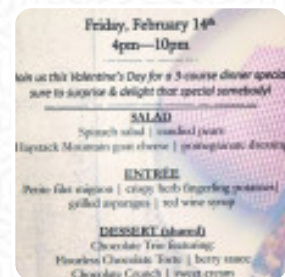 Friday, February 14th
4pm—10pm
Join us this Valentine's Day for a 3-course dinner special
sure to surprise & delight that special somebody!
SALAD
Spinach salad | candied pears
Haystack Mountain goat cheese | pomegranate dressing
ENTRÉE
Petite filet mignon | crispy herb fingerling potatoes |
grilled asparagus | red wine syrup
DESSERT (shared)
Chocolate Trio featuring:
Flourless Chocolate Torte | berry sauce
Chocolate Crunch | sweet cream